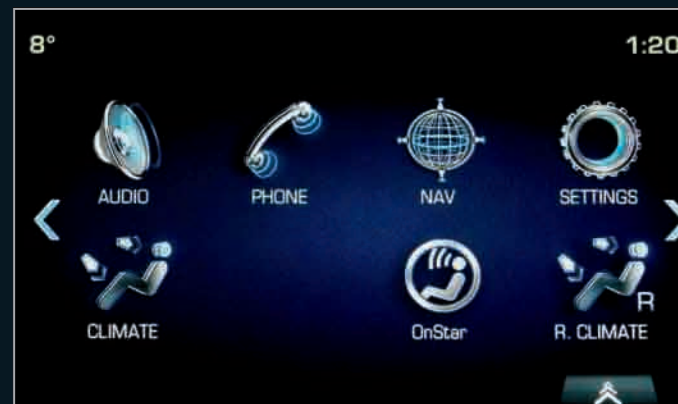 8° 1:20
AUDIO PHONE NAV SETTINGS
CLIMATE OnStar R. CLIMATE
R